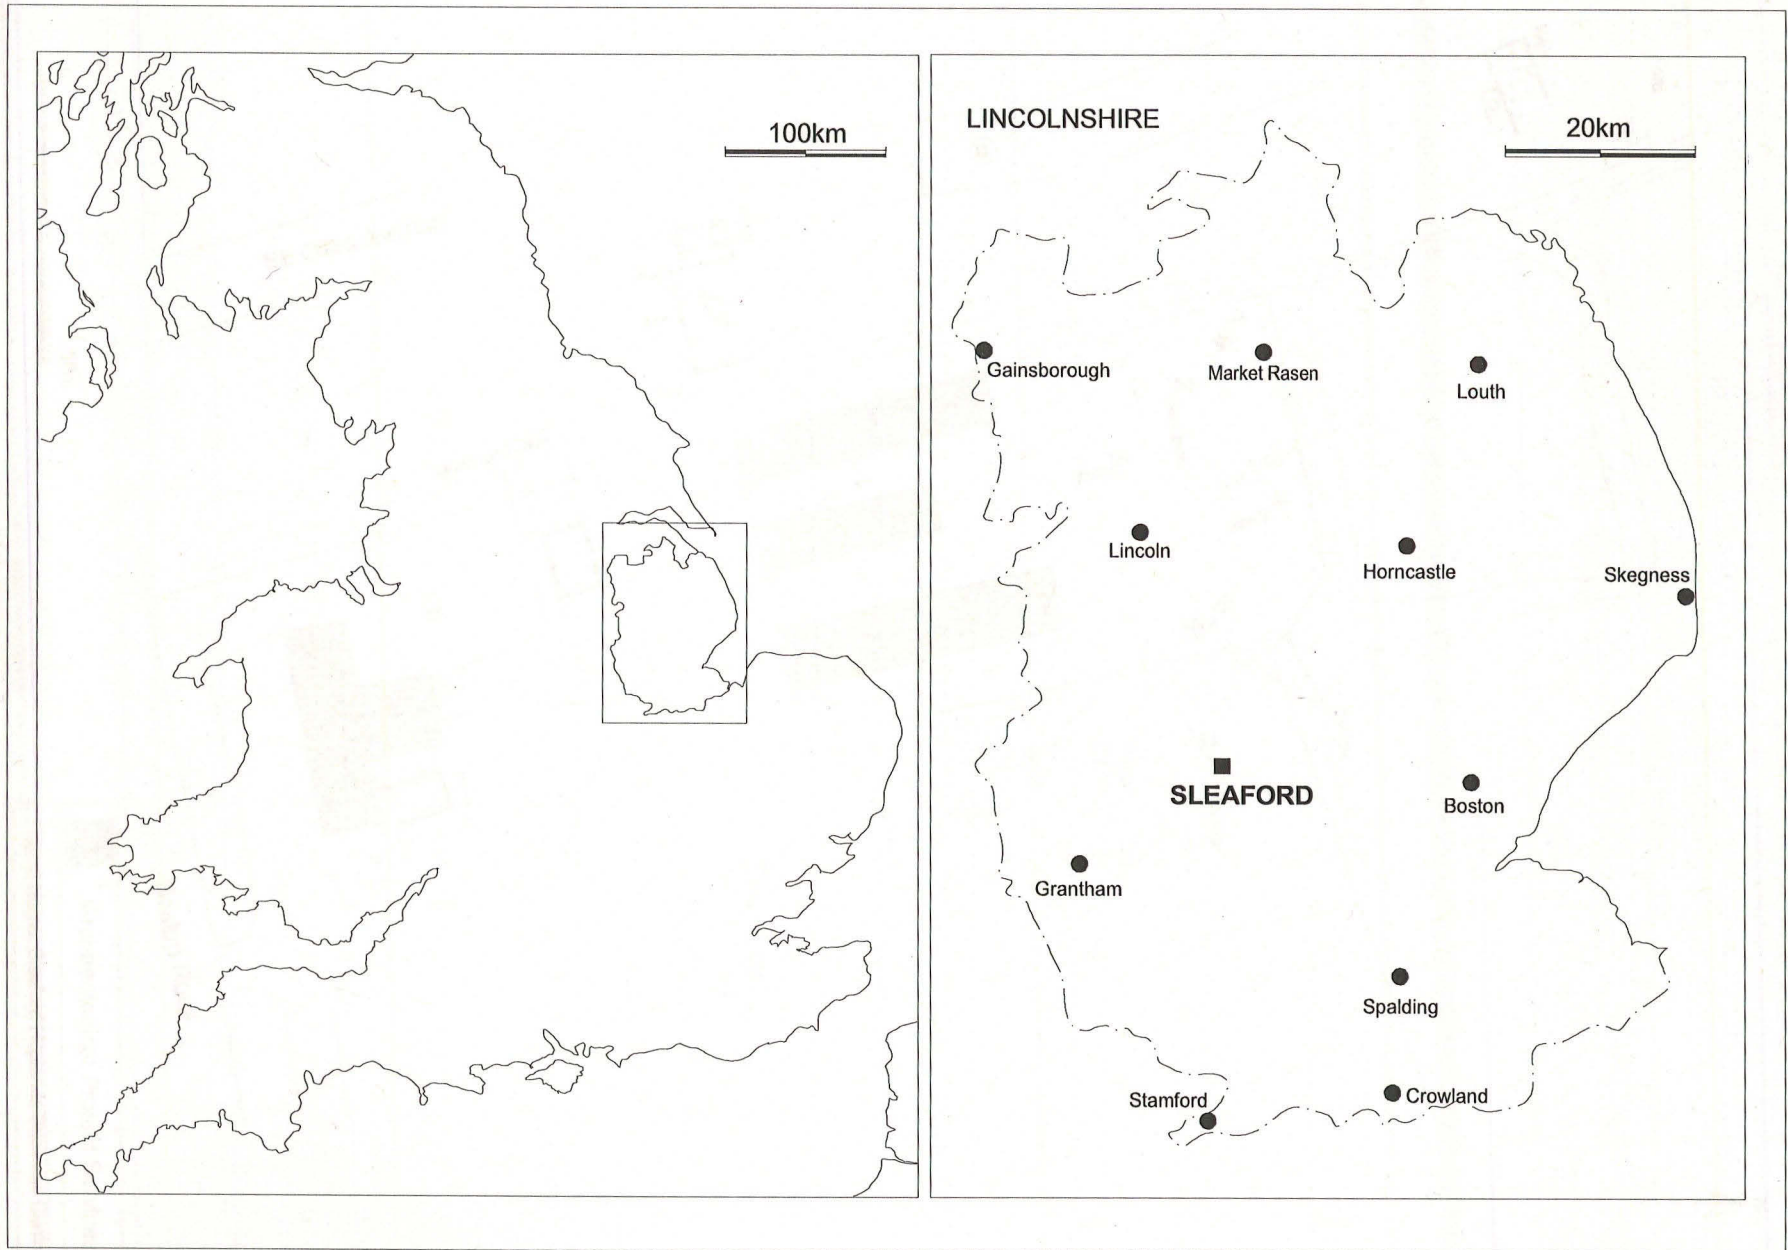 100km
LINCOLNSHIRE
20km
Gainsborough
Market Rasen
Louth
Lincoln
Horncastle
Skegness
SLEAFORD
Boston
Grantham
Spalding
Stamford
Crowland